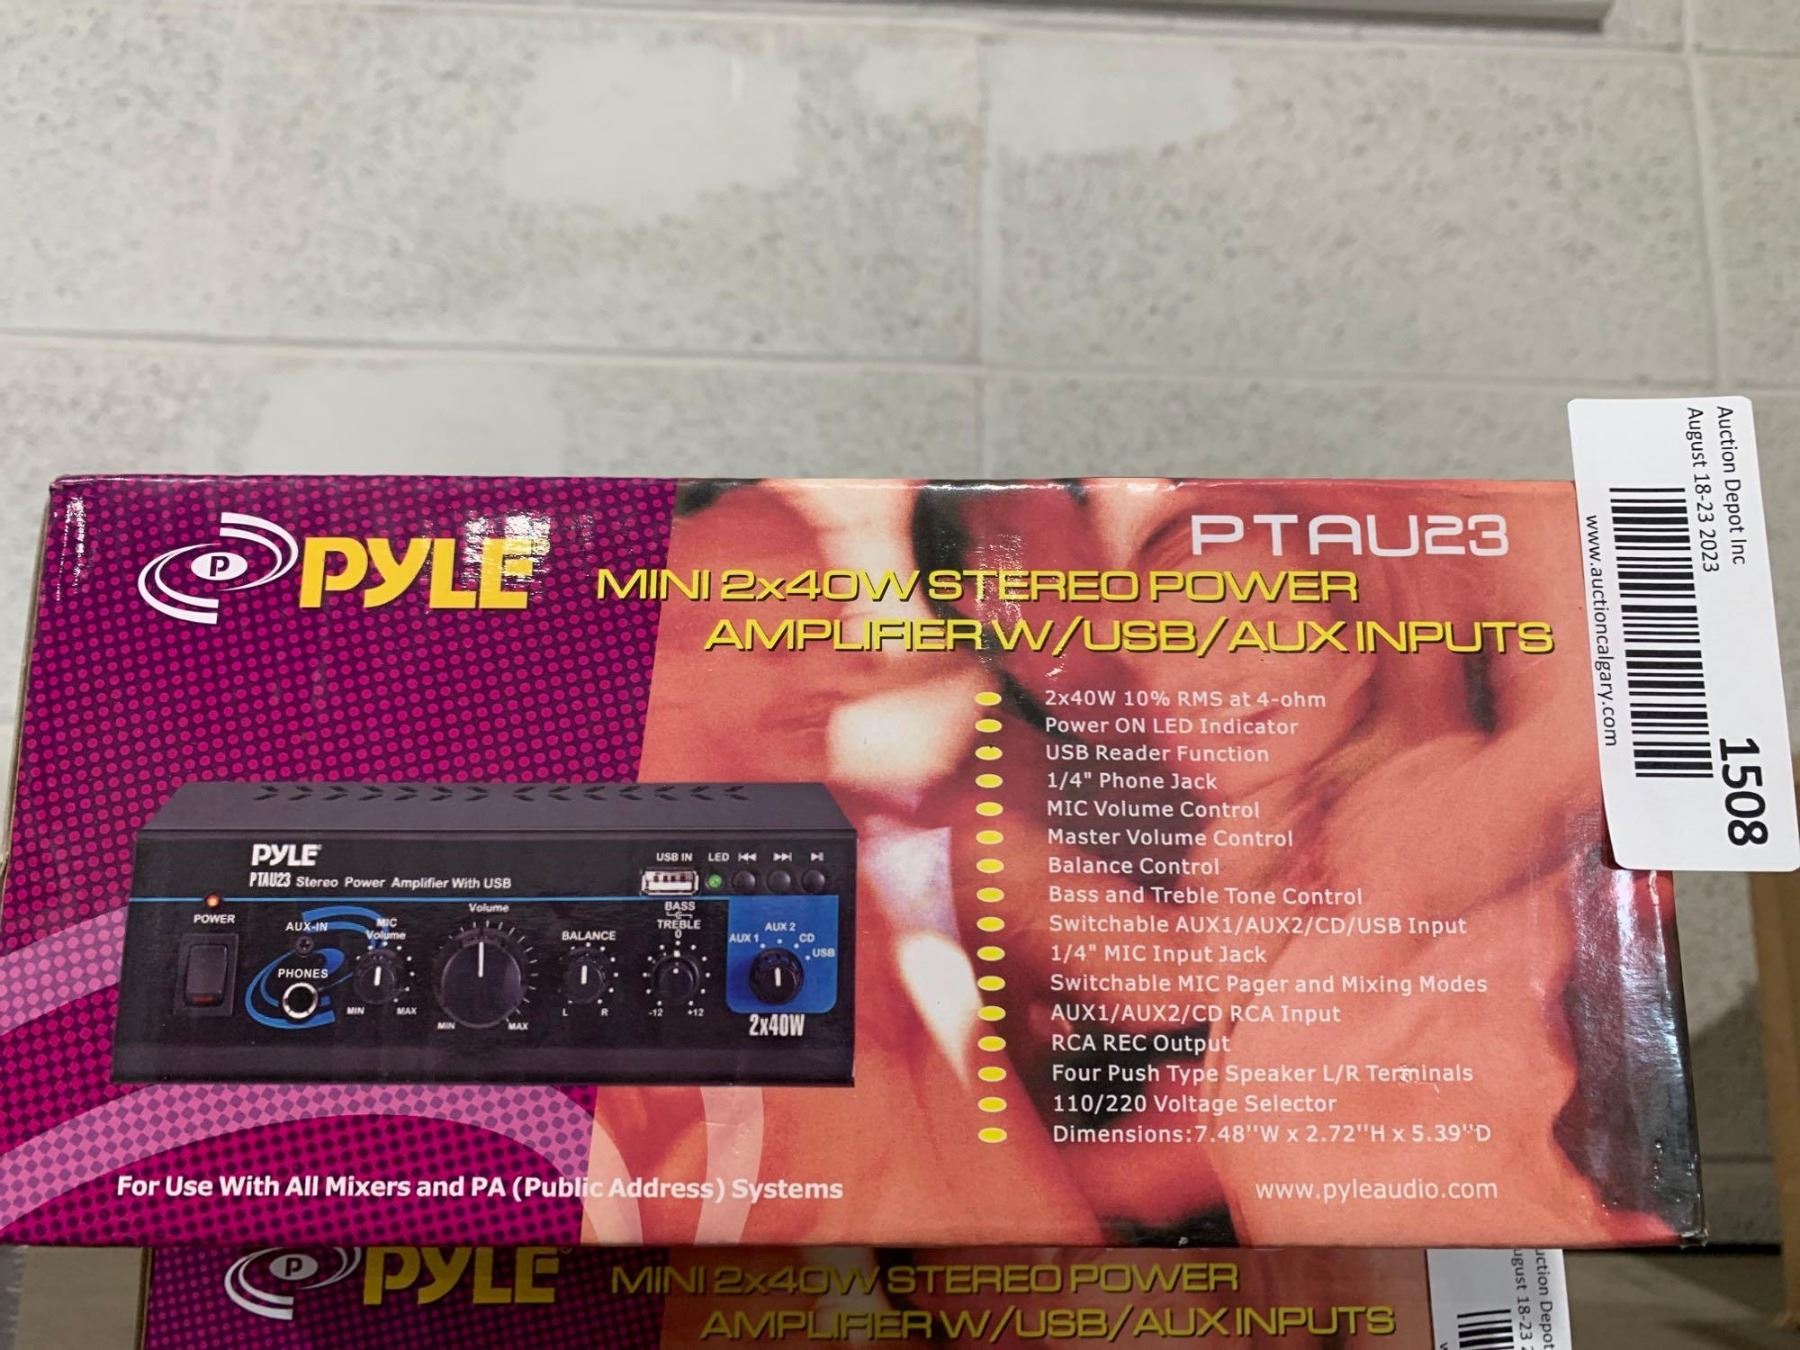 PYLE
PTAU23
MINI 2x40W STEREO POWER
AMPLIFIER W/USB/AUX INPUTS
2x40W 10% RMS at 4-ohm
Power ON LED Indicator
USB Reader Function
1/4" Phone Jack
MIC Volume Control
Master Volume Control
Balance Control
Bass and Treble Tone Control
Switchable AUX1/AUX2/CD/USB Input
1/4" MIC Input Jack
Switchable MIC Pager and Mixing Modes
AUX1/AUX2/CD RCA Input
RCA REC Output
Four Push Type Speaker L/R Terminals
110/220 Voltage Selector
Dimensions:7.48''W x 2.72''H x 5.39''D
www.pyleaudio.com
PYLE
PTAU23 Stereo Power Amplifier With USB
USB IN LED
POWER
AUX-IN
MIC
Volume
PHONES
MIN MAX
Volume
MIN MAX
BALANCE
L R
BASS
TREBLE
0
-12 +12
AUX 1 AUX 2 CD USB
2x40W
For Use With All Mixers and PA (Public Address) Systems
Auction Depot Inc
August 18-23 2023
1508
www.auctioncalgary.com
P
PYLE
MINI 2x40W STEREO POWER
AMPLIFIER W/USB/AUX INPUTS